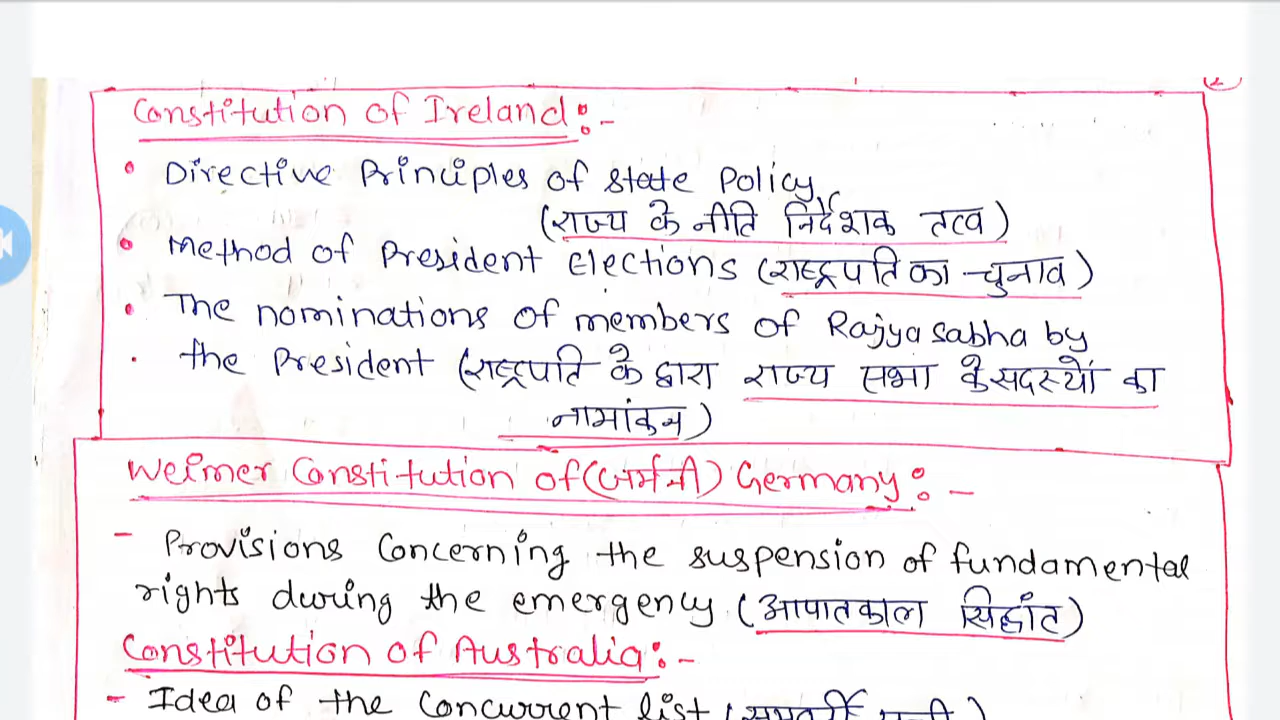 Constitution of Ireland:-
• Directive Principles of state Policy
(राज्य के नीति निर्देशक तत्व)
• Method of President Elections (राष्ट्रपति का चुनाव)
• The nominations of members of Rajya sabha by
• the President (राष्ट्रपति के द्वारा राज्य सभा के सदस्यों का
नामांकन)
Weimer Constitution of (जर्मनी) Germany:-
- Provisions Concerning the suspension of fundamental
rights during the emergency (आपातकाल सिद्धांत)
Constitution of Australia:-
- Idea of the Concurrent list